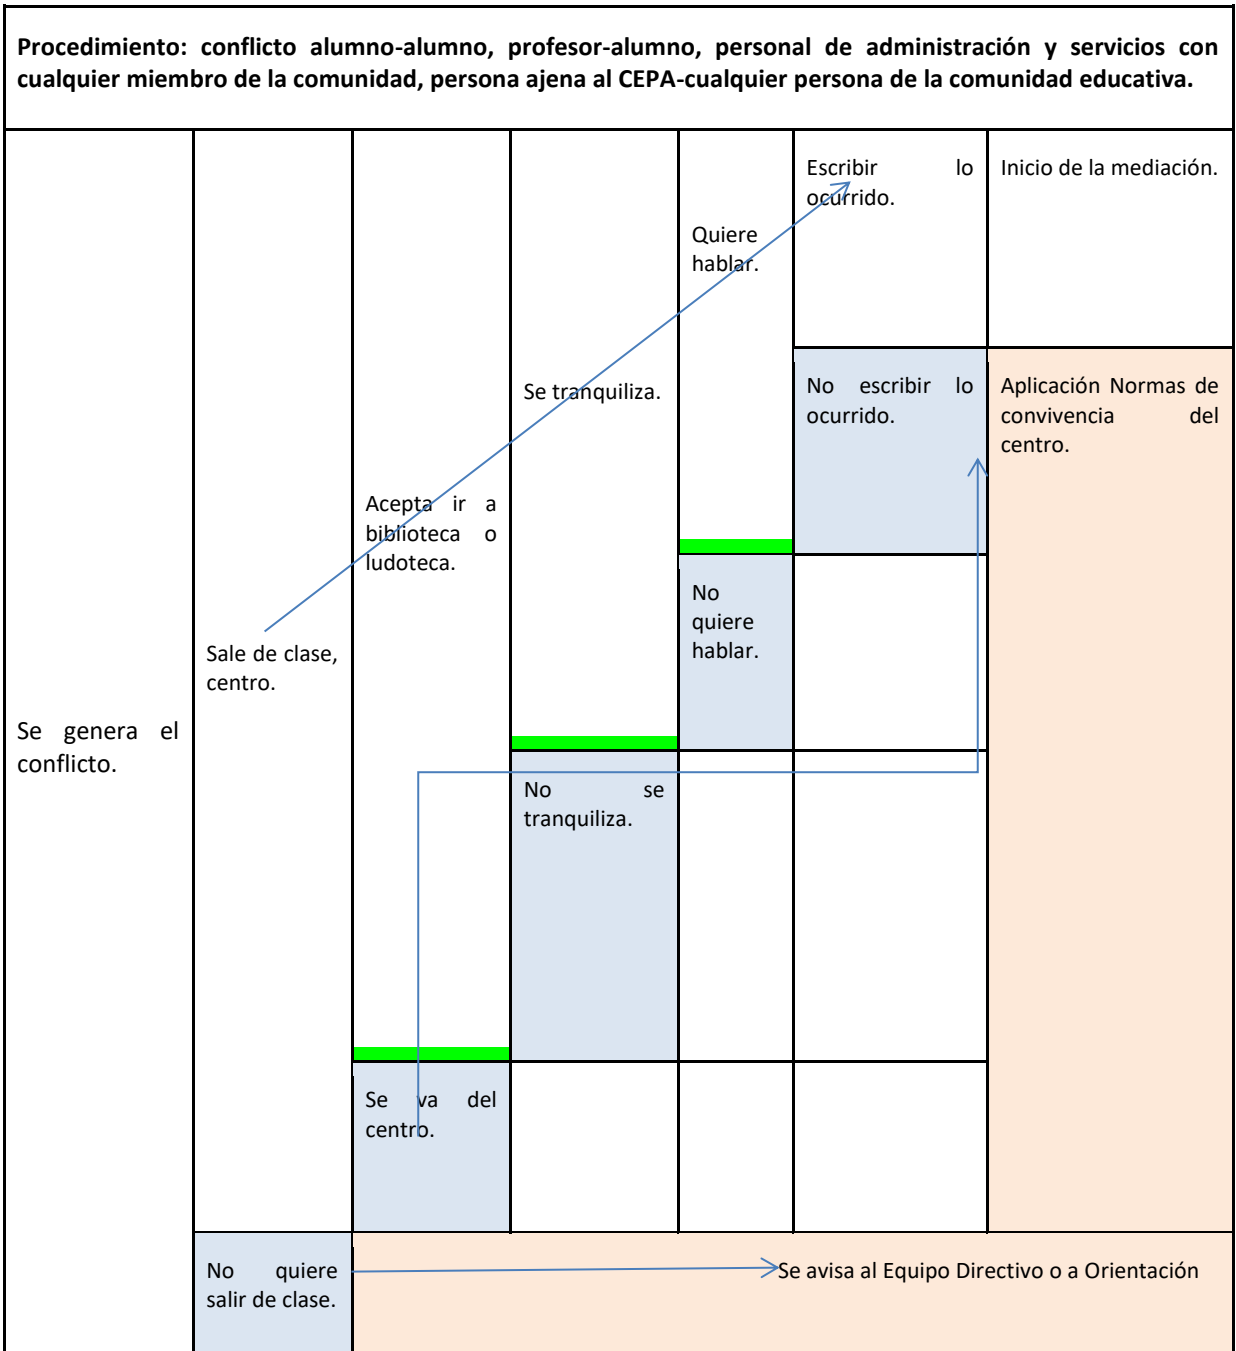 Procedimiento: conflicto alumno-alumno, profesor-alumno, personal de administración y servicios con
cualquier miembro de la comunidad, persona ajena al CEPA-cualquier persona de la comunidad educativa.
Se genera el
conflicto.
Sale de clase,
centro.
Acepta ir a
biblioteca o
ludoteca.
Se tranquiliza.
Quiere
hablar.
Escribir lo
ocurrido.
Inicio de la mediación.
No escribir lo
ocurrido.
Aplicación Normas de
convivencia del
centro.
No
quiere
hablar.
No se
tranquiliza.
Se va del
centro.
No quiere
salir de clase.
Se avisa al Equipo Directivo o a Orientación